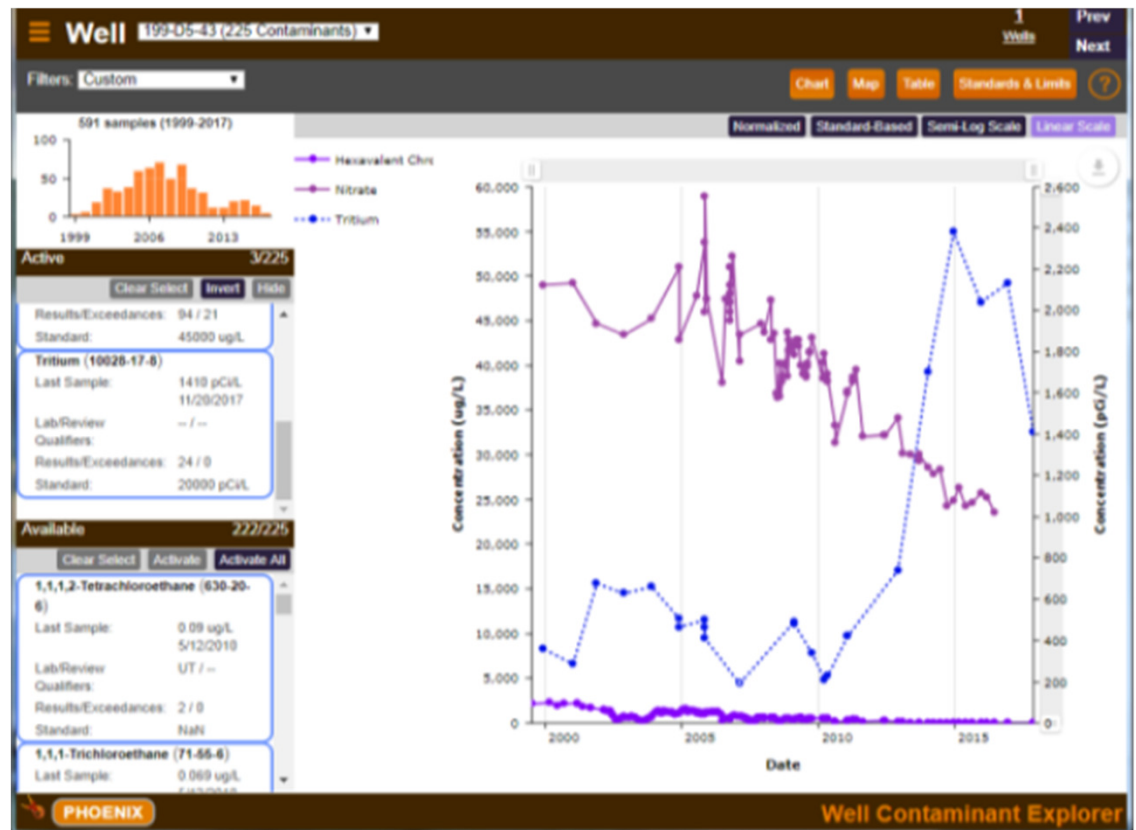 Well 199-D5-43 (225 Contaminants)
1
Wells
Prev
Next
Filters: Custom
Chart Map Table Standards & Limits ?
591 samples (1999-2017)
100
50
0
1999 2006 2013
Normalized Standard-Based Semi-Log Scale Linear Scale
Hexavalent Chr
Nitrate
Tritium
Active 3/225
Clear Select Invert Hide
Results/Exceedances: 94 / 21
Standard: 45000 ug/L
Tritium (10028-17-8)
Last Sample: 1410 pCi/L
11/20/2017
Lab/Review -- / --
Qualifiers:
Results/Exceedances: 24 / 0
Standard: 20000 pCi/L
Available 222/225
Clear Select Activate Activate All
1,1,1,2-Tetrachloroethane (630-20-
6)
Last Sample: 0.09 ug/L
5/12/2010
Lab/Review UT / --
Qualifiers:
Results/Exceedances: 2 / 0
Standard: NaN
1,1,1-Trichloroethane (71-55-6)
Last Sample: 0.069 ug/L
60,000
55,000
50,000
45,000
40,000
35,000
30,000
25,000
20,000
15,000
10,000
5,000
0
Concentration (ug/L)
2,600
2,400
2,200
2,000
1,800
1,600
1,400
1,200
1,000
800
600
400
200
0
Concentration (pCi/L)
2000 2005 2010 2015
Date
PHOENIX
Well Contaminant Explorer